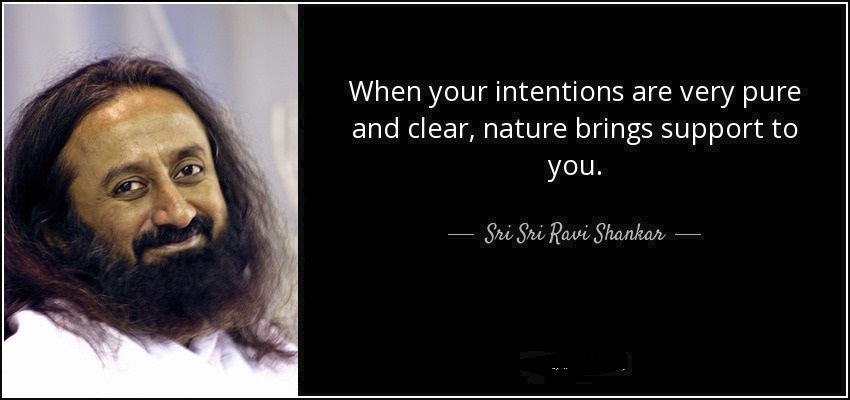 When your intentions are very pure
and clear, nature brings support to
you.
Sri Sri Ravi Shankar